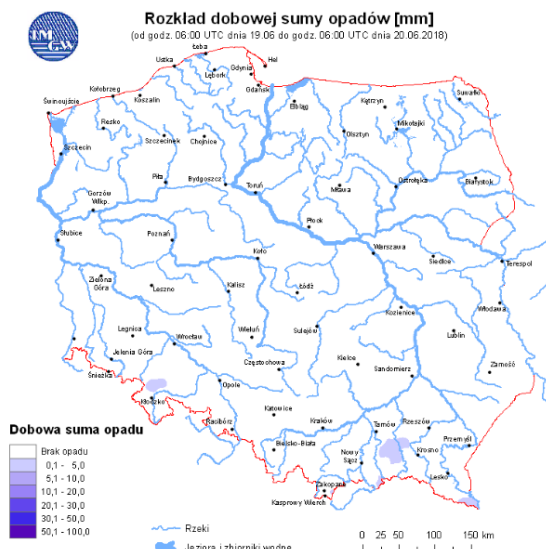 IMGW
Rozkład dobowej sumy opadów [mm]
(od godz. 06:00 UTC dnia 19.06 do godz. 06:00 UTC dnia 20.06.2018)
Łeba
Ustka
Hel
Gdynia
Lębork
Gdańsk
Kołobrzeg
Koszalin
Elbląg
Kętrzyn
Suwałki
Świnoujście
Resko
Szczecinek
Chojnice
Olsztyn
Mikołajki
Szczecin
Piła
Bydgoszcz
Toruń
Mława
Ostrołęka
Białystok
Gorzów
Wlkp.
Płock
Słubice
Poznań
Koło
Warszawa
Siedlce
Terespol
Zielona
Góra
Leszno
Kalisz
Łódź
Kozienice
Włodawa
Legnica
Wrocław
Wieluń
Sulejów
Lublin
Jelenia Góra
Śnieżka
Częstochowa
Kielce
Sandomierz
Zamość
Opole
Kłodzko
Katowice
Racibórz
Kraków
Tarnów
Rzeszów
Bielsko-Biała
Nowy
Sącz
Krosno
Przemyśl
Lesko
Zakopane
Kasprowy Wierch
Dobowa suma opadu
Brak opadu
0,1 - 5,0
5,1 - 10,0
10,1 - 20,0
20,1 - 30,0
30,1 - 50,0
50,1 - 100,0
Rzeki
Jeziora i zbiorniki wodne
0 25 50 100 150 km